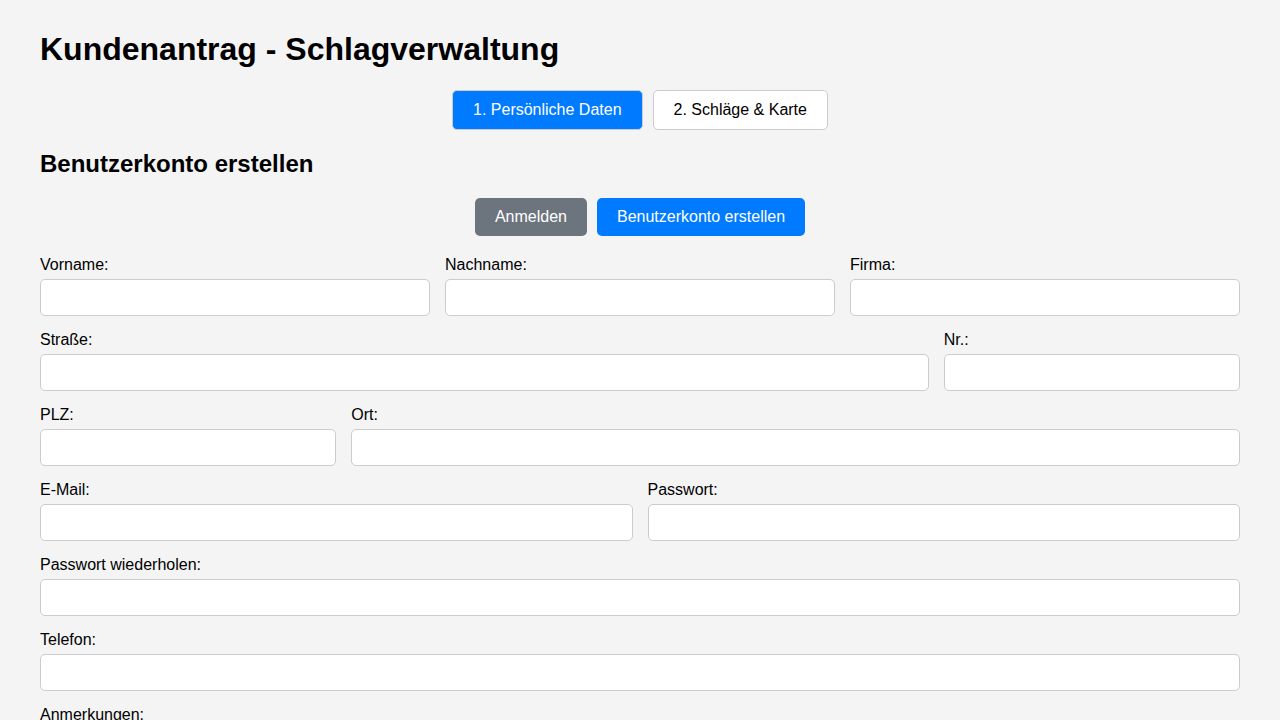 Kundenantrag - Schlagverwaltung
1. Persönliche Daten 2. Schläge & Karte
Benutzerkonto erstellen
Anmelden Benutzerkonto erstellen
Vorname: Nachname: Firma:
Straße: Nr.:
PLZ: Ort:
E-Mail: Passwort:
Passwort wiederholen:
Telefon:
Anmerkungen: